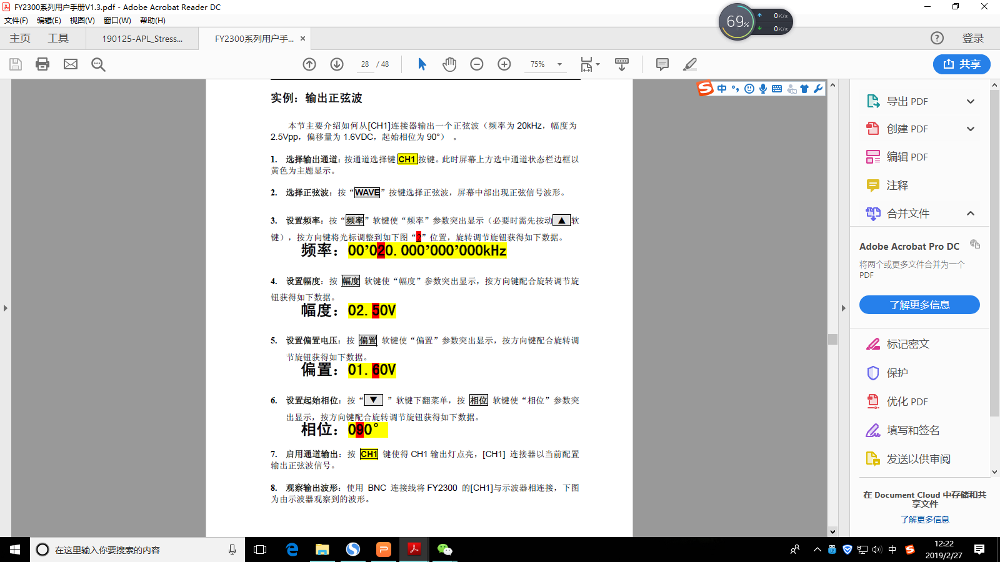 FY2300系列用户手册V1.3.pdf - Adobe Acrobat Reader DC
文件(F) 编辑(E) 视图(V) 窗口(W) 帮助(H)
69%
0K/s
0K/s
主页 工具 190125-APL_Stress... FY2300系列用户手... × 登录
28 / 48 75% 共享
中
实例：输出正弦波
本节主要介绍如何从[CH1]连接器输出一个正弦波（频率为 20kHz，幅度为
2.5Vpp，偏移量为 1.6VDC，起始相位为 90°） 。
1. 选择输出通道：按通道选择键 CH1 按键。此时屏幕上方选中通道状态栏边框以
黄色为主题显示。
2. 选择正弦波：按“WAVE”按键选择正弦波，屏幕中部出现正弦信号波形。
3. 设置频率：按“频率”软键使“频率”参数突出显示（必要时需先按动 ▲ 软
键），按方向键将光标调整到如下图“2”位置，旋转调节旋钮获得如下数据。
频率：00'020.000'000'000kHz
4. 设置幅度：按 幅度 软键使“幅度”参数突出显示，按方向键配合旋转调节旋
钮获得如下数据。
幅度：02.50V
5. 设置偏置电压：按 偏置 软键使“偏置”参数突出显示，按方向键配合旋转调
节旋钮获得如下数据。
偏置：01.60V
6. 设置起始相位：按“ ▼ ”软键下翻菜单，按 相位 软键使“相位”参数突
出显示，按方向键配合旋转调节旋钮获得如下数据。
相位：090°
7. 启用通道输出：按 CH1 键使得 CH1 输出灯点亮，[CH1] 连接器以当前配置
输出正弦波信号。
8. 观察输出波形：使用 BNC 连接线将 FY2300 的[CH1]与示波器相连接，下图
为由示波器观察到的波形。
导出 PDF
创建 PDF
编辑 PDF
注释
合并文件
Adobe Acrobat Pro DC
将两个或更多文件合并为一个
PDF
了解更多信息
标记密文
保护
优化 PDF
填写和签名
发送以供审阅
在 Document Cloud 中存储和共
享文件
了解更多信息
在这里输入你要搜索的内容
中
12:22
2019/2/27